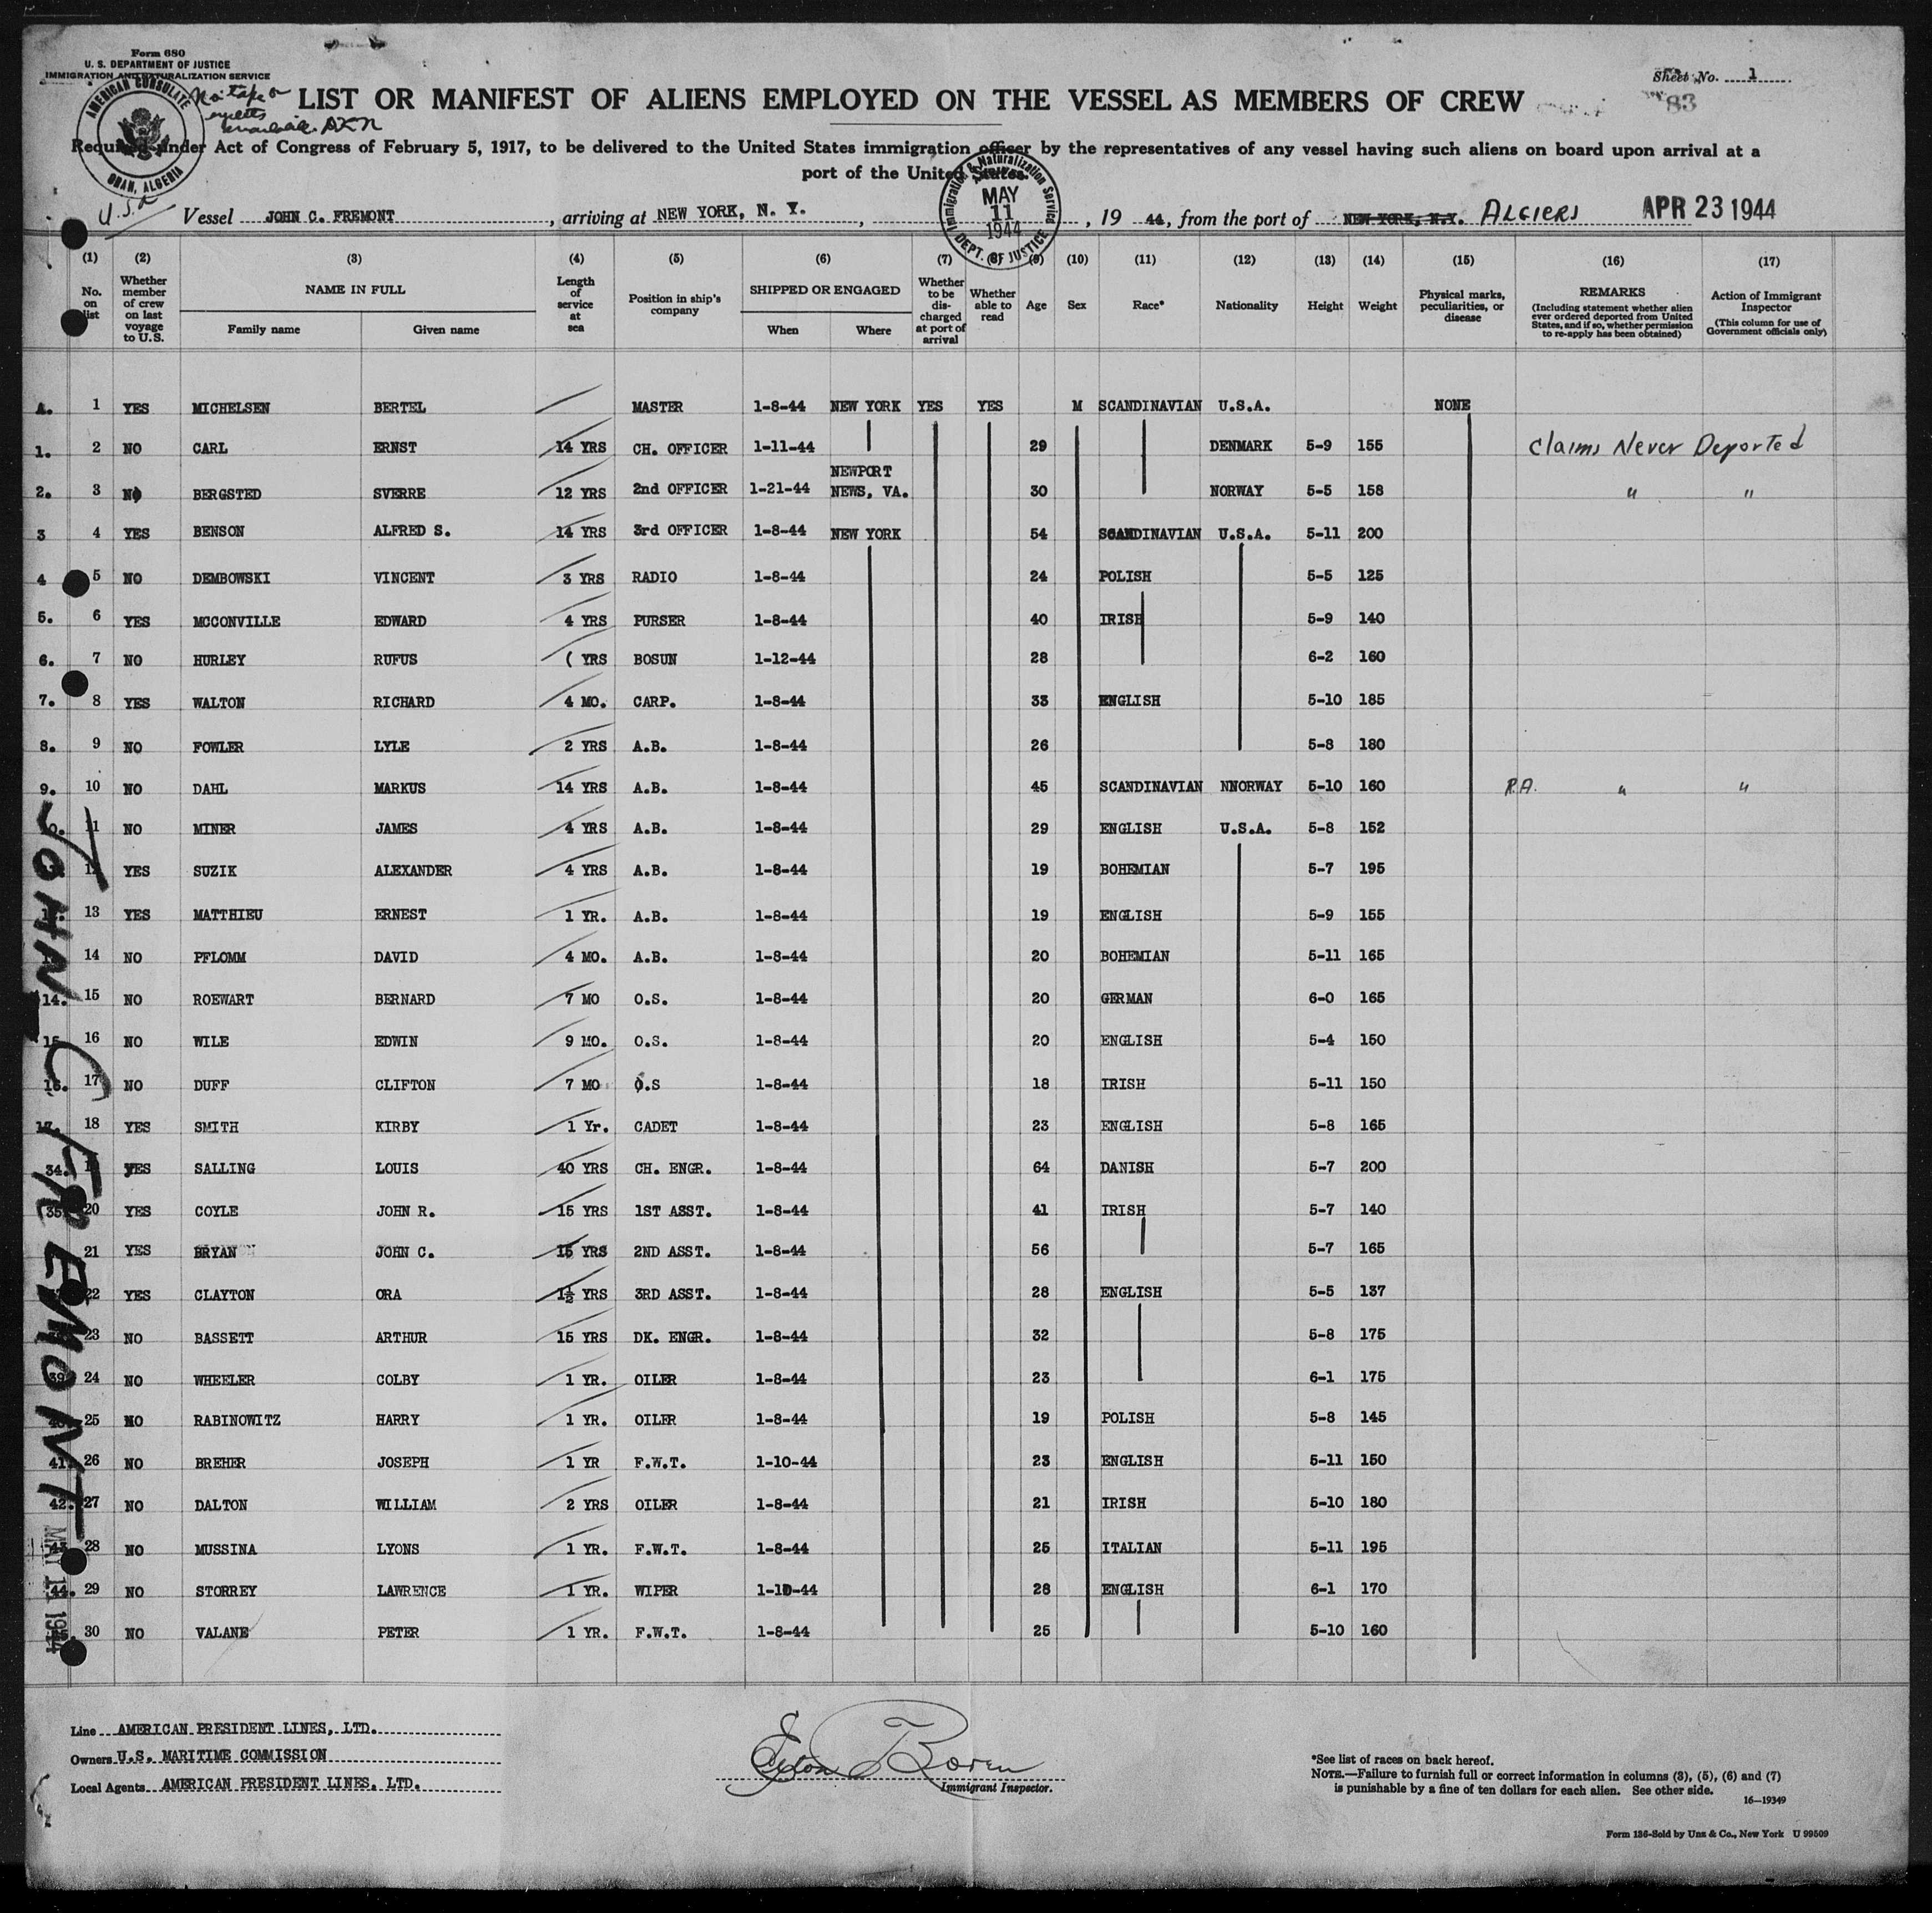 Form 680
U. S. DEPARTMENT OF JUSTICE
IMMIGRATION AND NATURALIZATION SERVICE
Sheet No. 1
83
AMERICAN CONSULATE
ORAN, ALGERIA
LIST OR MANIFEST OF ALIENS EMPLOYED ON THE VESSEL AS MEMBERS OF CREW
Required under Act of Congress of February 5, 1917, to be delivered to the United States immigration officer by the representatives of any vessel having such aliens on board upon arrival at a
port of the United States.
Immigration & Naturalization Service
MAY
11
1944
DEPT. OF JUSTICE
U.S.A
Vessel JOHN C. FREMONT, arriving at NEW YORK, N. Y., , 19 44, from the port of NEW YORK, N.Y. ALGIERS APR 23 1944
(1) (2) (3) (4) (5) (6) (7) (8) (9) (10) (11) (12) (13) (14) (15) (16) (17)
No. on list
Whether member of crew on last voyage to U.S.
NAME IN FULL
Family name Given name
Length of service at sea
Position in ship's company
SHIPPED OR ENGAGED
When Where
Whether to be discharged at port of arrival
Whether able to read
Age Sex Race* Nationality Height Weight
Physical marks, peculiarities, or disease
REMARKS
(Including statement whether alien ever ordered deported from United States, and if so, whether permission to re-apply has been obtained)
Action of Immigrant Inspector
(This column for use of Government officials only)
A. 1 YES MICHELSEN BERTEL MASTER 1-8-44 NEW YORK YES YES M SCANDINAVIAN U.S.A. NONE
1. 2 NO CARL ERNST 14 YRS CH. OFFICER 1-11-44 29 DENMARK 5-9 155 Claims Never Deported
2. 3 NO BERGSTED SVERRE 12 YRS 2nd OFFICER 1-21-44 NEWPORT NEWS, VA. 30 NORWAY 5-5 158 " "
3 4 YES BENSON ALFRED S. 14 YRS 3rd OFFICER 1-8-44 NEW YORK 54 SCANDINAVIAN U.S.A. 5-11 200
4 5 NO DEMBOWSKI VINCENT 3 YRS RADIO 1-8-44 24 POLISH 5-5 125
5. 6 YES MCCONVILLE EDWARD 4 YRS PURSER 1-8-44 40 IRISH 5-9 140
6. 7 NO HURLEY RUFUS ( YRS BOSUN 1-12-44 28 6-2 160
7. 8 YES WALTON RICHARD 4 MO. CARP. 1-8-44 33 ENGLISH 5-10 185
8. 9 NO FOWLER LYLE 2 YRS A.B. 1-8-44 26 5-8 180
9. 10 NO DAHL MARKUS 14 YRS A.B. 1-8-44 45 SCANDINAVIAN NNORWAY 5-10 160 P.A. " "
11 NO MINER JAMES 4 YRS A.B. 1-8-44 29 ENGLISH U.S.A. 5-8 152
12 YES SUZIK ALEXANDER 4 YRS A.B. 1-8-44 19 BOHEMIAN 5-7 195
13 YES MATTHIEU ERNEST 1 YR. A.B. 1-8-44 19 ENGLISH 5-9 155
14 NO PFLOMM DAVID 4 MO. A.B. 1-8-44 20 BOHEMIAN 5-11 165
14. 15 NO ROEWART BERNARD 7 MO O.S. 1-8-44 20 GERMAN 6-0 165
15. 16 NO WILE EDWIN 9 MO. O.S. 1-8-44 20 ENGLISH 5-4 150
16. 17 NO DUFF CLIFTON 7 MO O.S 1-8-44 18 IRISH 5-11 150
17. 18 YES SMITH KIRBY 1 Yr. CADET 1-8-44 23 ENGLISH 5-8 165
34. YES SALLING LOUIS 40 YRS CH. ENGR. 1-8-44 64 DANISH 5-7 200
35. 20 YES COYLE JOHN R. 15 YRS 1ST ASST. 1-8-44 41 IRISH 5-7 140
21 YES BRYAN JOHN C. 15 YRS 2ND ASST. 1-8-44 56 5-7 165
22 YES CLAYTON ORA 1½ YRS 3RD ASST. 1-8-44 28 ENGLISH 5-5 137
23 NO BASSETT ARTHUR 15 YRS DK. ENGR. 1-8-44 32 5-8 175
39. 24 NO WHEELER COLBY 1 YR. OILER 1-8-44 23 6-1 175
25 NO RABINOWITZ HARRY 1 YR. OILER 1-8-44 19 POLISH 5-8 145
41. 26 NO BREHER JOSEPH 1 YR F.W.T. 1-10-44 23 ENGLISH 5-11 150
42. 27 NO DALTON WILLIAM 2 YRS OILER 1-8-44 21 IRISH 5-10 180
28 NO MUSSINA LYONS 1 YR. F.W.T. 1-8-44 25 ITALIAN 5-11 195
44. 29 NO STORREY LAWRENCE 1 YR. WIPER 1-10-44 28 ENGLISH 6-1 170
30 NO VALANE PETER 1 YR. F.W.T. 1-8-44 25 5-10 160
JOHN C FREMONT
MAY 11 1944
Line AMERICAN PRESIDENT LINES, LTD.
Owners U.S. MARITIME COMMISSION
Local Agents AMERICAN PRESIDENT LINES, LTD.
Immigrant Inspector.
*See list of races on back hereof.
NOTE.—Failure to furnish full or correct information in columns (3), (5), (6) and (7)
is punishable by a fine of ten dollars for each alien. See other side.
16—19349
Form 136-Sold by Unz & Co., New York U 99509